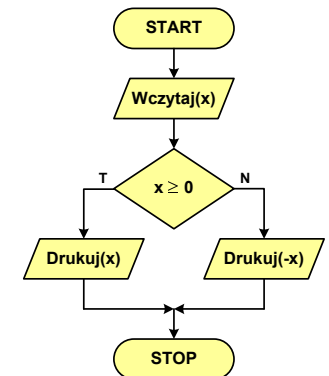 START
Wczytaj(x)
T
N
x ≥ 0
Drukuj(x)
Drukuj(-x)
STOP